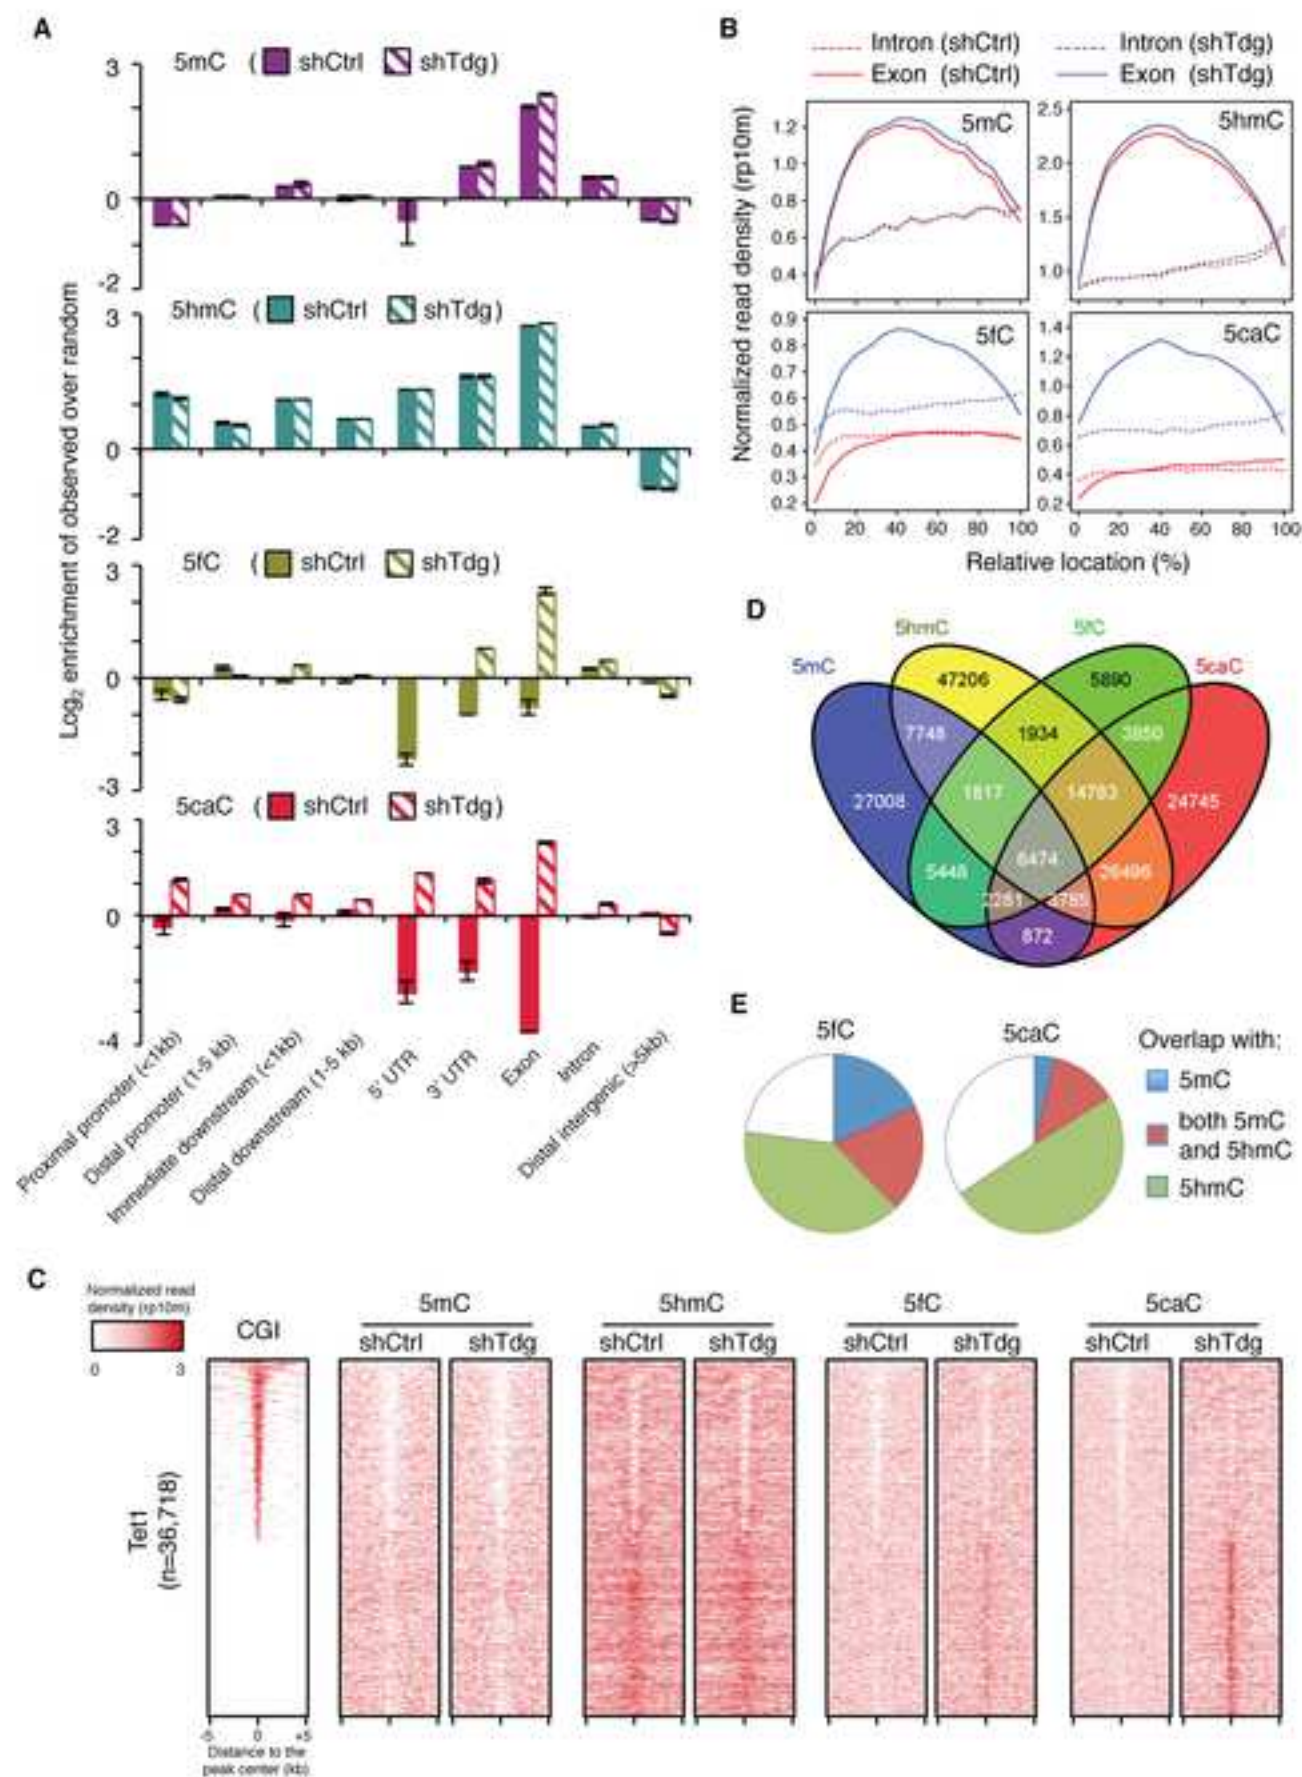 A
5mC ( shCtrl shTdg)
3
0
-2
5hmC ( shCtrl shTdg)
3
0
-2
5fC ( shCtrl shTdg)
3
0
-3
5caC ( shCtrl shTdg)
3
0
-4
Log2 enrichment of observed over random
Proximal promoter (<1kb)
Distal promoter (1-5 kb)
Immediate downstream (<1kb)
Distal downstream (1-5 kb)
5' UTR
3' UTR
Exon
Intron
Distal intergenic (>5kb)
B
Intron (shCtrl) Intron (shTdg)
Exon (shCtrl) Exon (shTdg)
Normalized read density (rp10m)
5mC
1.2
1.0
0.8
0.6
0.4
5hmC
2.5
2.0
1.5
1.0
5fC
0.9
0.8
0.7
0.6
0.5
0.4
0.3
0.2
0 20 40 60 80 100
5caC
1.4
1.2
1.0
0.8
0.6
0.4
0.2
0 20 40 60 80 100
Relative location (%)
D
5hmC 5fC
5mC 5caC
47206 5890
7748 1934 3850
27008 1817 14783 24745
6474
5448 26496
872
E
5fC 5caC
Overlap with:
5mC
both 5mC
and 5hmC
5hmC
C
Normalized read
density (rp10m)
0 3
CGI
5mC 5hmC 5fC 5caC
shCtrl shTdg shCtrl shTdg shCtrl shTdg shCtrl shTdg
Tet1
(n=36,718)
-5 0 +5
Distance to the
peak center (kb)